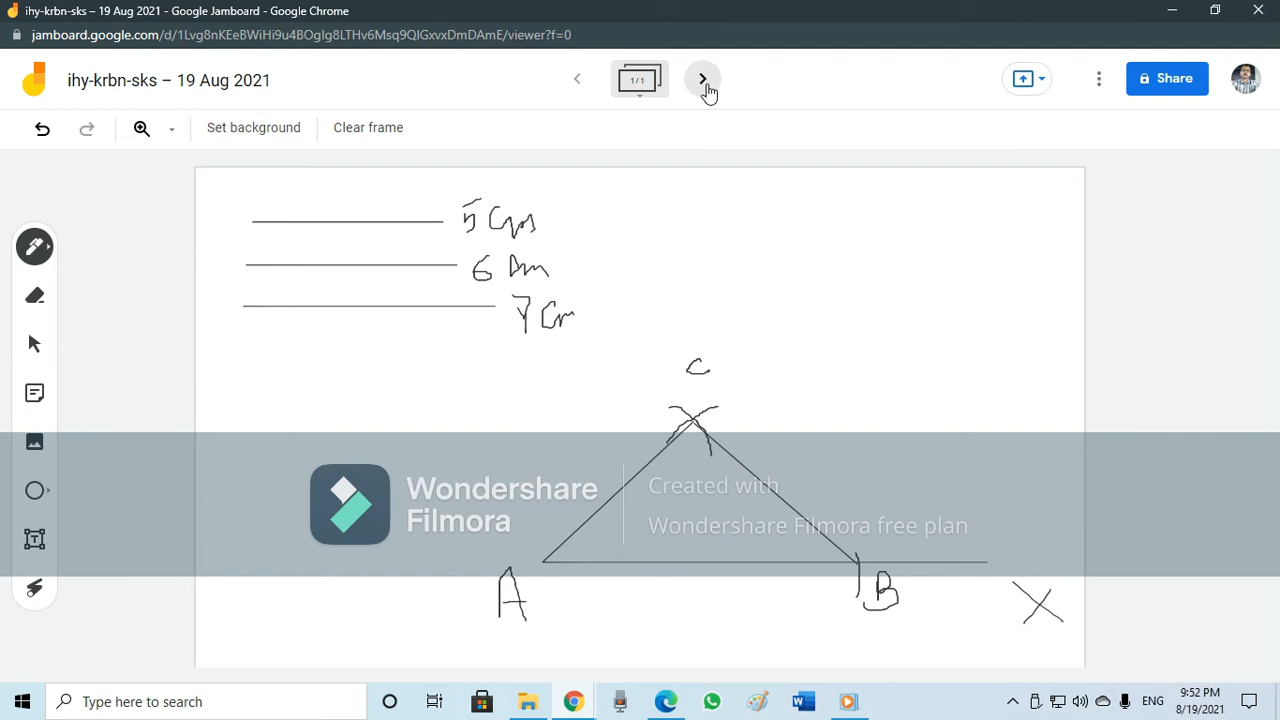 ihy-krbn-sks – 19 Aug 2021 - Google Jamboard - Google Chrome
jamboard.google.com/d/1Lvg8nKEeBWiHi9u4BOgIg8LTHv6Msq9QlGxvxDmDAmE/viewer?f=0
ihy-krbn-sks – 19 Aug 2021
1/1
Share
Set background
Clear frame
5 Cm
6 Cm
7 Cm
C
Wondershare
Filmora
Created with
Wondershare Filmora free plan
A
B
X
Type here to search
ENG
9:52 PM
8/19/2021